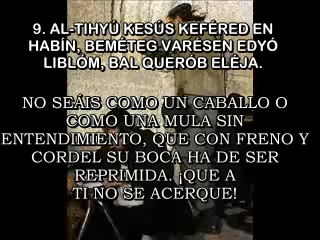 9. AL-TIHYÚ KESÚS KEFÉRED EN
HABÍN, BEMÉTEG VARÉSEN EDYÓ
LIBLÓM, BAL QUERÓB ELÉJA.
NO SEÁIS COMO UN CABALLO O
COMO UNA MULA SIN
ENTENDIMIENTO, QUE CON FRENO Y
CORDEL SU BOCA HA DE SER
REPRIMIDA. ¡QUE A
TI NO SE ACERQUE!